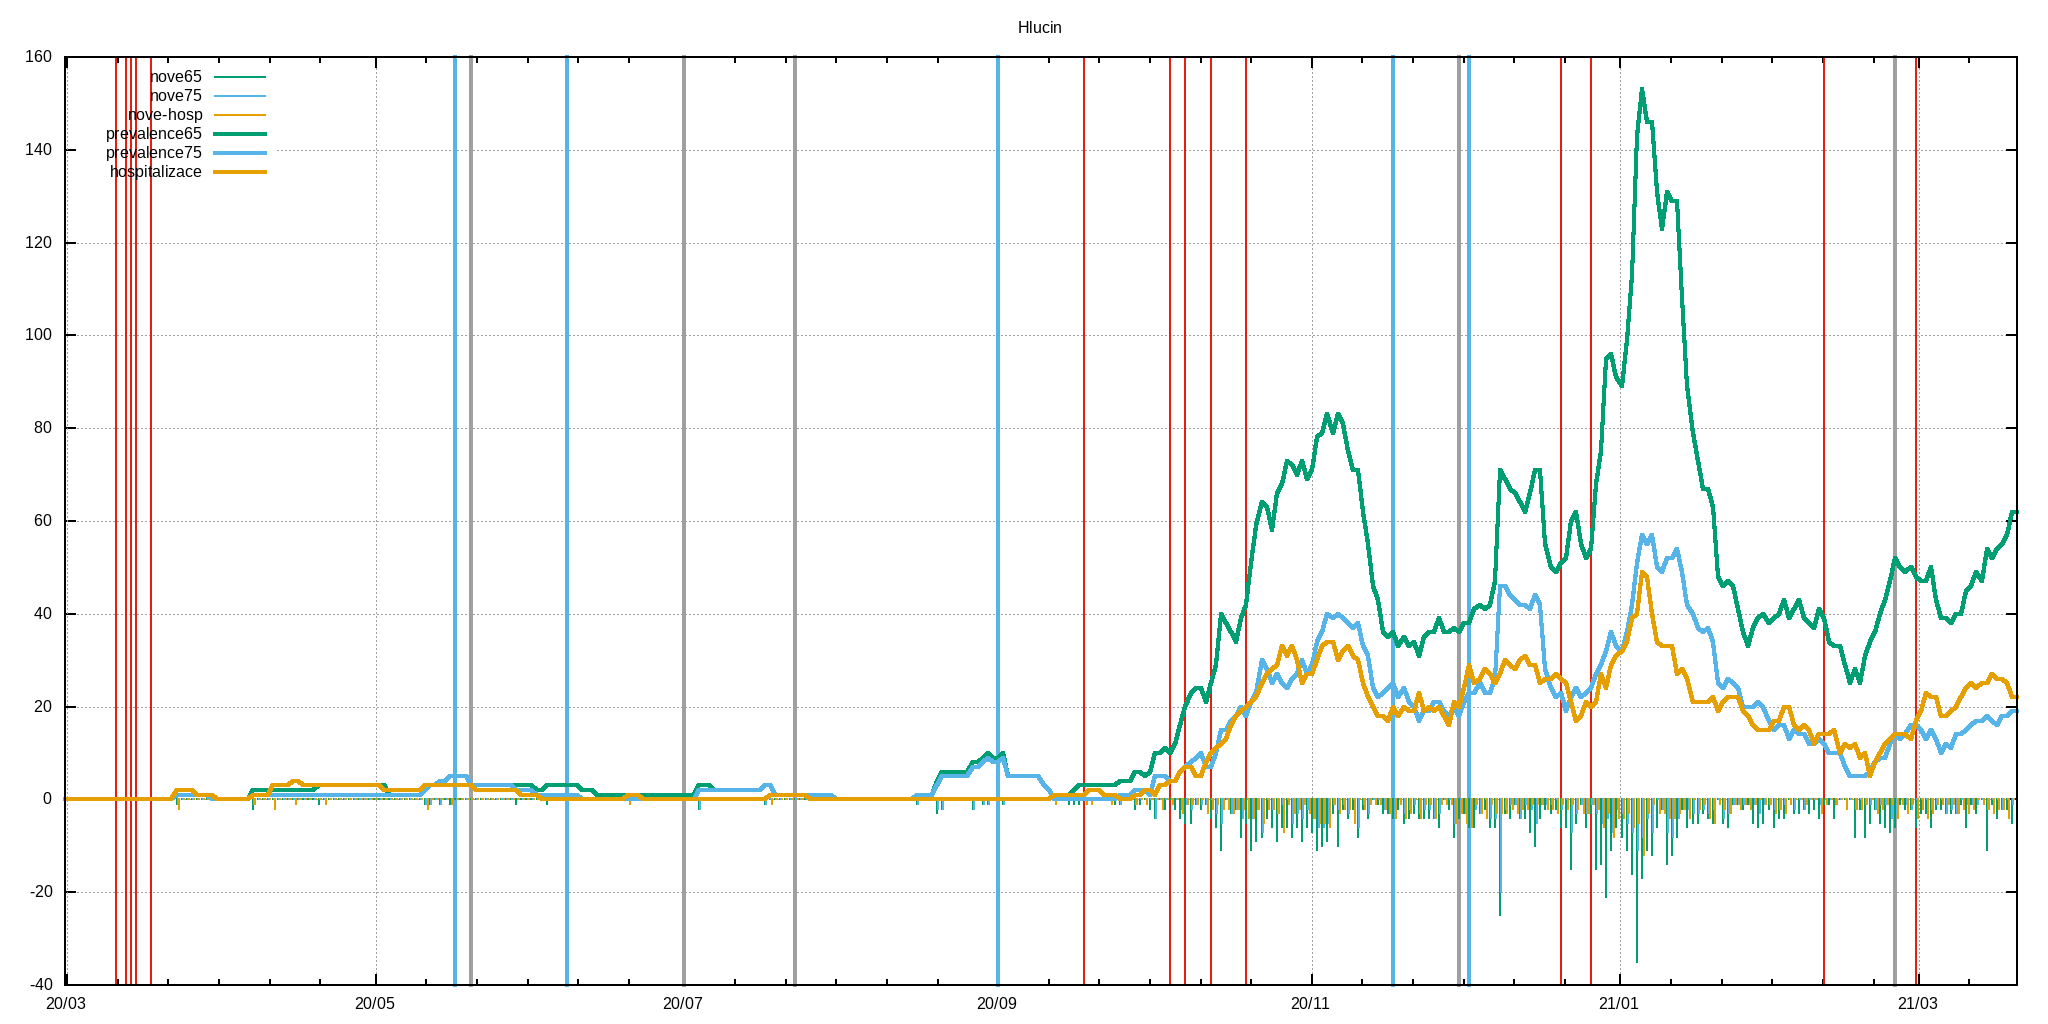 Hlucin
160
140
120
100
80
60
40
20
0
-20
-40
nove65
nove75
nove-hosp
prevalence65
prevalence75
hospitalizace
20/03 20/05 20/07 20/09 20/11 21/01 21/03